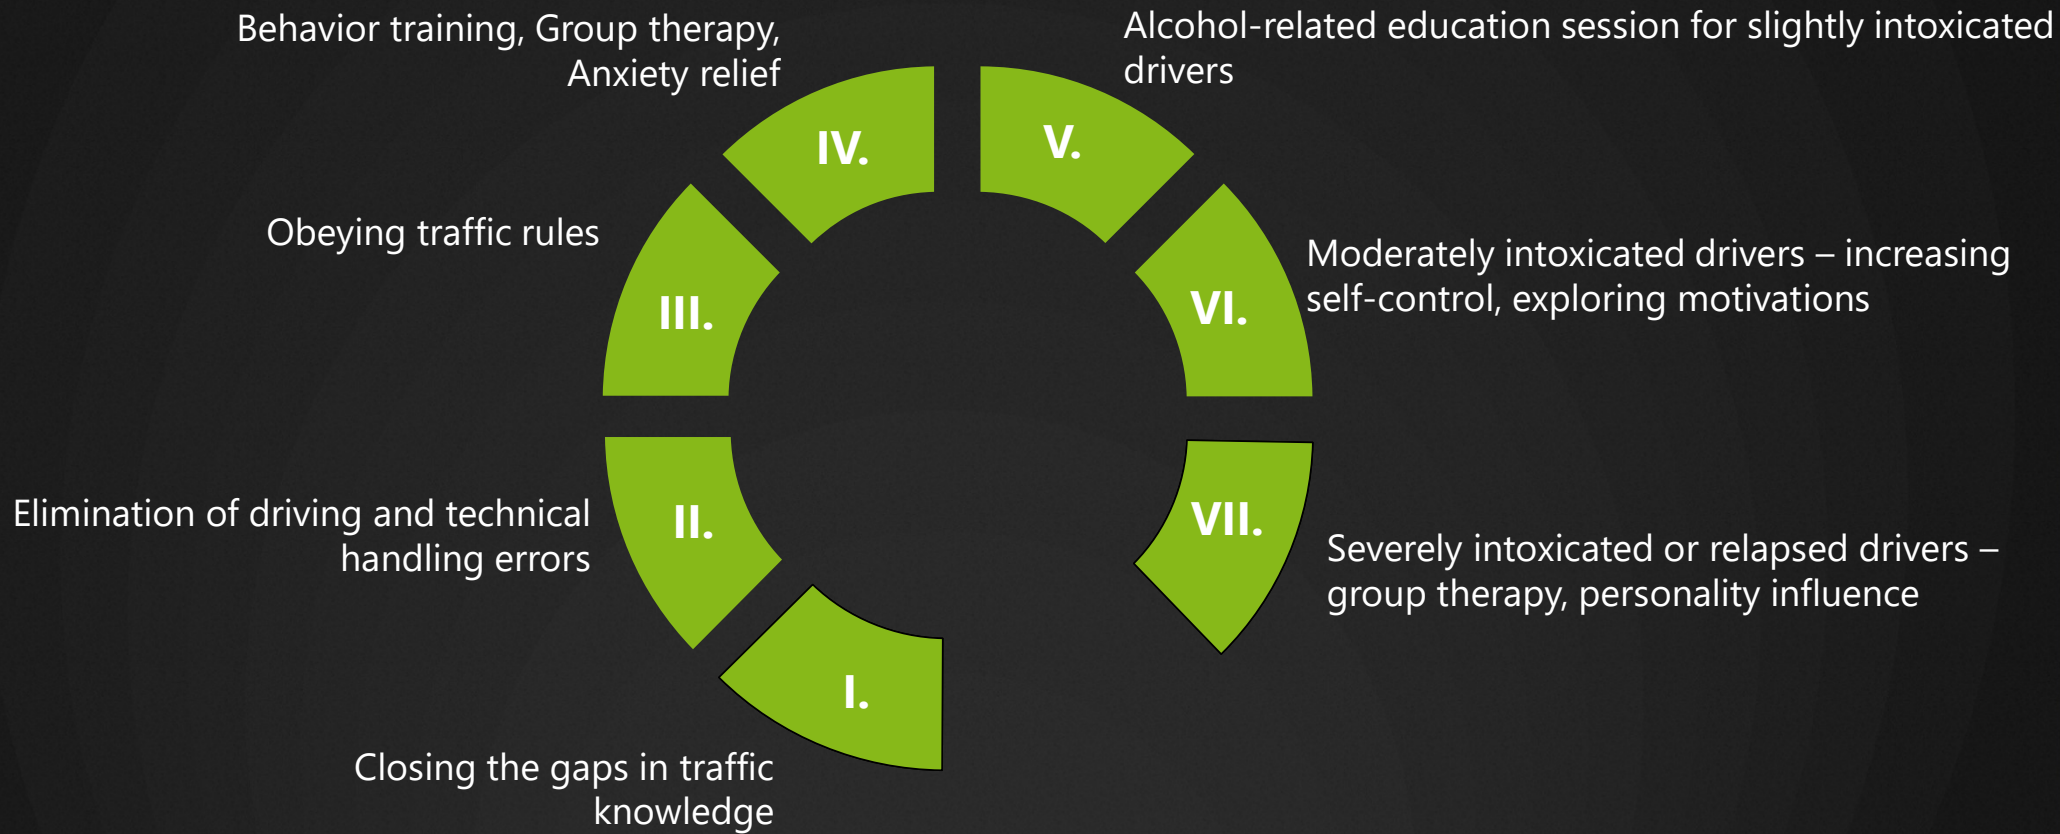 Behavior training, Group therapy,
Anxiety relief
IV.
Alcohol-related education session for slightly intoxicated
drivers
V.
Obeying traffic rules
III.
Moderately intoxicated drivers – increasing
self-control, exploring motivations
VI.
Elimination of driving and technical
handling errors
II.
Severely intoxicated or relapsed drivers –
group therapy, personality influence
VII.
Closing the gaps in traffic
knowledge
I.